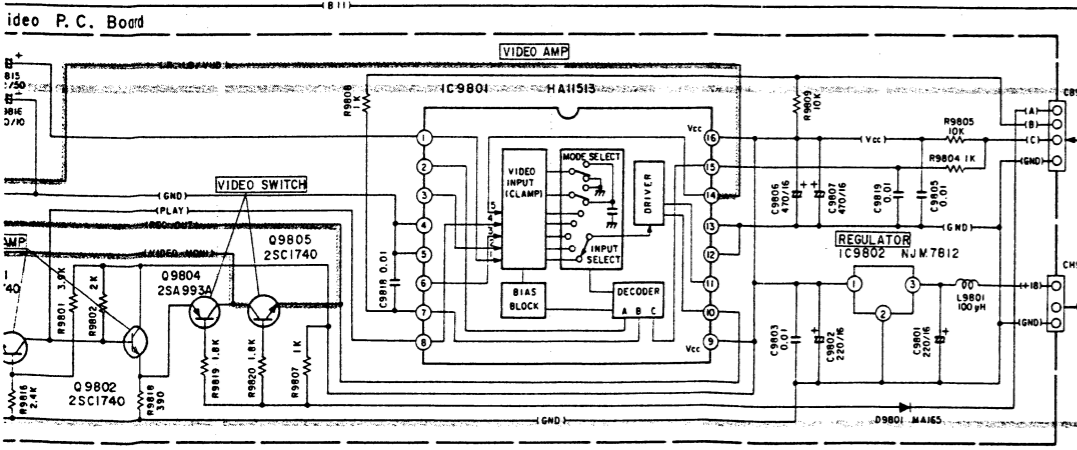 (B11)
ideo P. C. Board
VIDEO AMP
IC9801 HA11513
R9808
1K
R9809
10K
Vcc
1
2
3
4
5
6
7
8
16
15
14
13
12
11
10
9
Vcc
VIDEO
INPUT
(CLAMP)
MODE SELECT
INPUT
SELECT
DRIVER
BIAS
BLOCK
DECODER
A B C
C9818 0.01
(Vcc)
R9805
10K
R9804 1K
(A)
(B)
(C)
(GND)
C9806
470/16
C9807
470/16
C9819
0.01
C9805
0.01
(GND)
REGULATOR
IC9802 NJM7812
1
2
3
L9801
100μH
(+18)
(GND)
C9803
0.01
C9802
220/16
C9801
220/16
D9801 MA165
(GND)
(GND)
VIDEO SWITCH
(PLAY)
(REC OUT)
(VIDEO MON)
Q9804
2SA993A
Q9805
2SC1740
R9801 3.9K
R9802 2K
R9816
2.4K
Q9802
2SC1740
R9818
390
R9819 1.8K
R9820 1.8K
R9807 1K